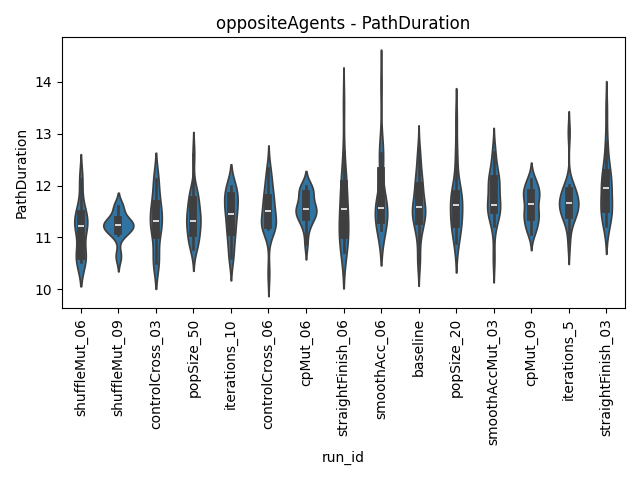 oppositeAgents - PathDuration
PathDuration
14
13
12
11
10
shuffleMut_06
shuffleMut_09
controlCross_03
popSize_50
iterations_10
controlCross_06
cpMut_06
straightFinish_06
smoothAcc_06
baseline
popSize_20
smoothAccMut_03
cpMut_09
iterations_5
straightFinish_03
run_id